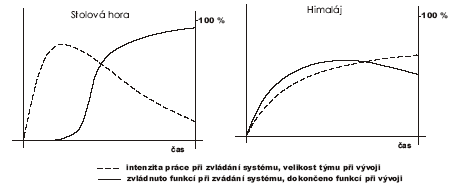 Stolová hora
100 %
čas
Himaláj
100 %
čas
intenzita práce při zvládání systému, velikost týmu při vývoji
zvládnuto funkcí při zvádání systému, dokončeno funkcí při vývoji